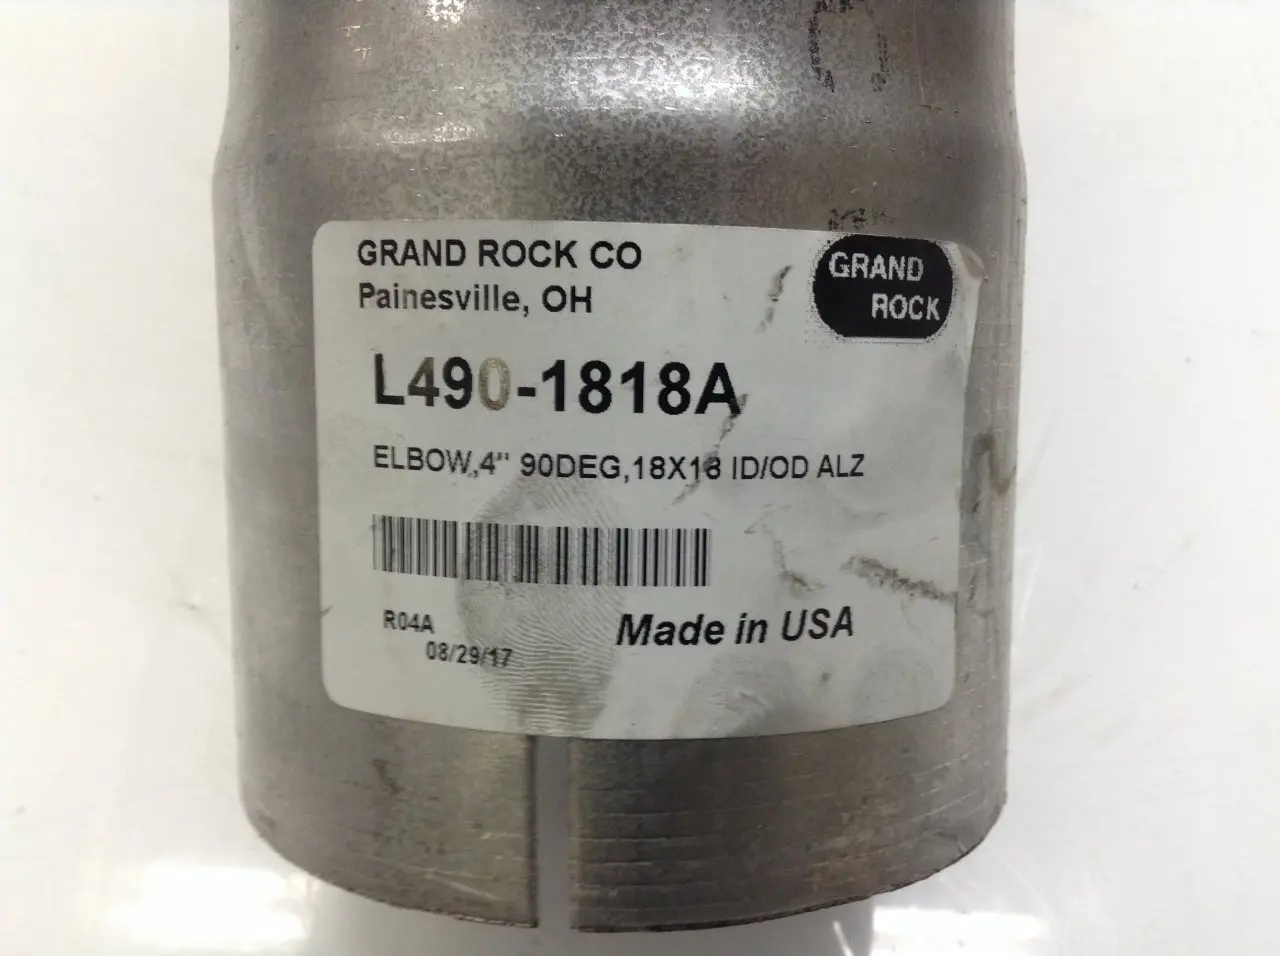 GRAND ROCK CO
Painesville, OH
GRAND
ROCK
L490-1818A
ELBOW,4" 90DEG,18X18 ID/OD ALZ
R04A
08/29/17
Made in USA